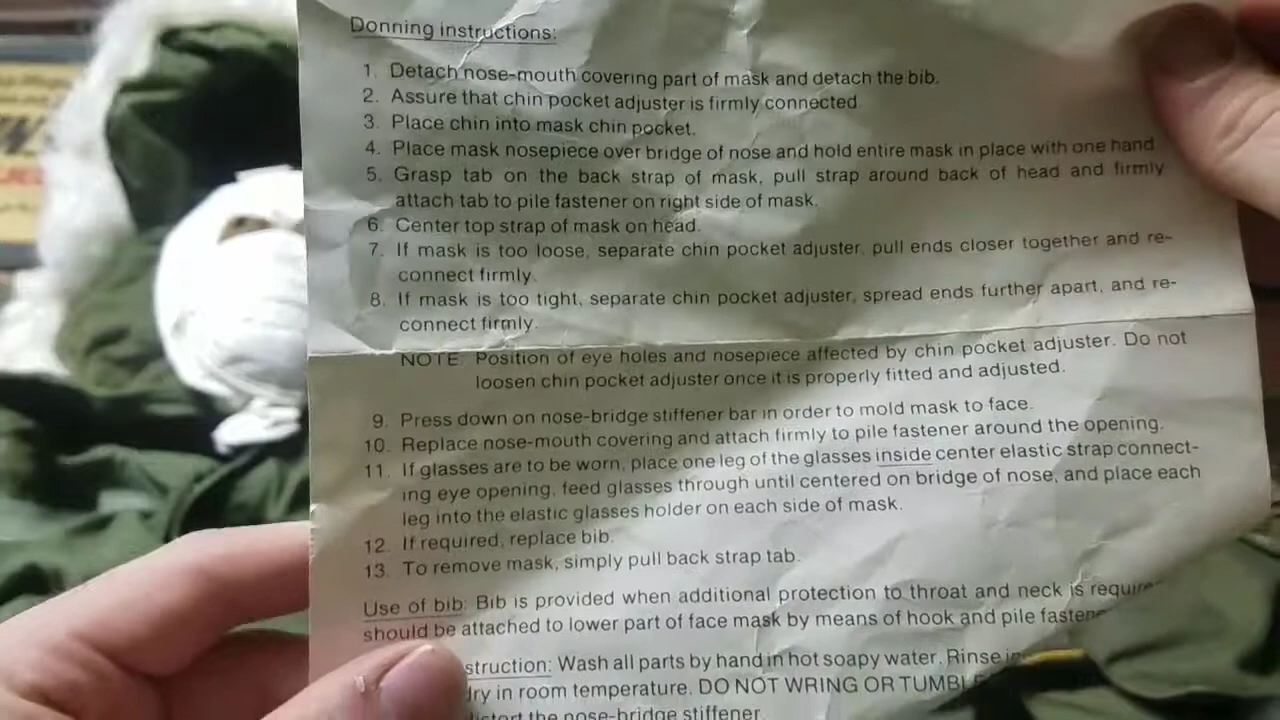 Donning instructions:
1. Detach nose-mouth covering part of mask and detach the bib.
2. Assure that chin pocket adjuster is firmly connected
3. Place chin into mask chin pocket.
4. Place mask nosepiece over bridge of nose and hold entire mask in place with one hand
5. Grasp tab on the back strap of mask, pull strap around back of head and firmly
attach tab to pile fastener on right side of mask.
6. Center top strap of mask on head.
7. If mask is too loose, separate chin pocket adjuster, pull ends closer together and re-
connect firmly.
8. If mask is too tight, separate chin pocket adjuster, spread ends further apart, and re-
connect firmly.
NOTE: Position of eye holes and nosepiece affected by chin pocket adjuster. Do not
loosen chin pocket adjuster once it is properly fitted and adjusted.
9. Press down on nose-bridge stiffener bar in order to mold mask to face.
10. Replace nose-mouth covering and attach firmly to pile fastener around the opening.
11. If glasses are to be worn, place one leg of the glasses inside center elastic strap connect-
ing eye opening, feed glasses through until centered on bridge of nose, and place each
leg into the elastic glasses holder on each side of mask.
12. If required, replace bib.
13. To remove mask, simply pull back strap tab.
Use of bib: Bib is provided when additional protection to throat and neck is
should be attached to lower part of face mask by means of hook and pile
struction: Wash all parts by hand in hot soapy water. Rinse
dry in room temperature. DO NOT WRING OR
the nose-bridge stiffener.